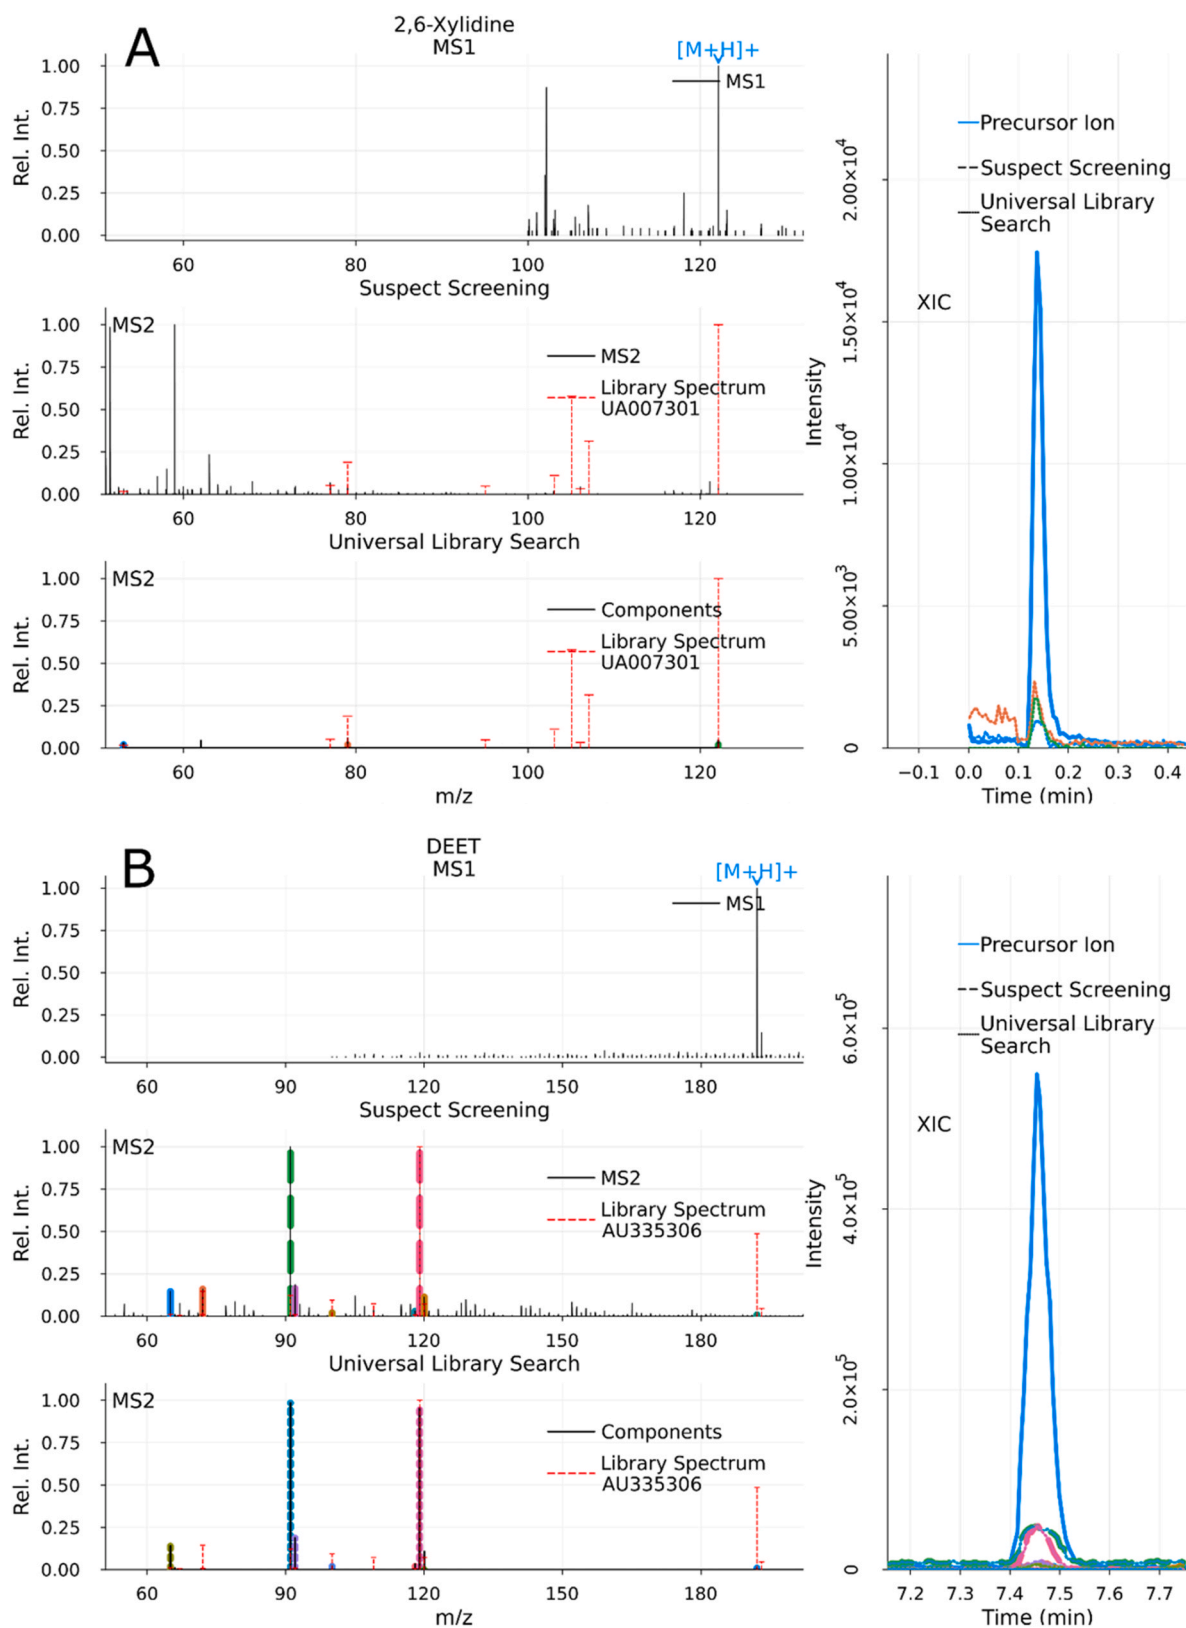 A
2,6-Xylidine
MS1
[M+H]+
MS1
Rel. Int.
1.00
0.75
0.50
0.25
0.00
60
80
100
120
Suspect Screening
MS2
MS2
Library Spectrum
UA007301
Rel. Int.
1.00
0.75
0.50
0.25
0.00
60
80
100
120
Universal Library Search
MS2
Components
Library Spectrum
UA007301
Rel. Int.
1.00
0.75
0.50
0.25
0.00
60
80
100
120
m/z
Precursor Ion
Suspect Screening
Universal Library
Search
XIC
Intensity
2.00×10⁴
1.50×10⁴
1.00×10⁴
5.00×10³
0
−0.1
0.0
0.1
0.2
0.3
0.4
Time (min)
B
DEET
MS1
[M+H]+
MS1
Rel. Int.
1.00
0.75
0.50
0.25
0.00
60
90
120
150
180
Suspect Screening
MS2
MS2
Library Spectrum
AU335306
Rel. Int.
1.00
0.75
0.50
0.25
0.00
60
90
120
150
180
Universal Library Search
MS2
Components
Library Spectrum
AU335306
Rel. Int.
1.00
0.75
0.50
0.25
0.00
60
90
120
150
180
m/z
Precursor Ion
Suspect Screening
Universal Library
Search
XIC
Intensity
6.0×10⁵
4.0×10⁵
2.0×10⁵
0
7.2
7.3
7.4
7.5
7.6
7.7
Time (min)